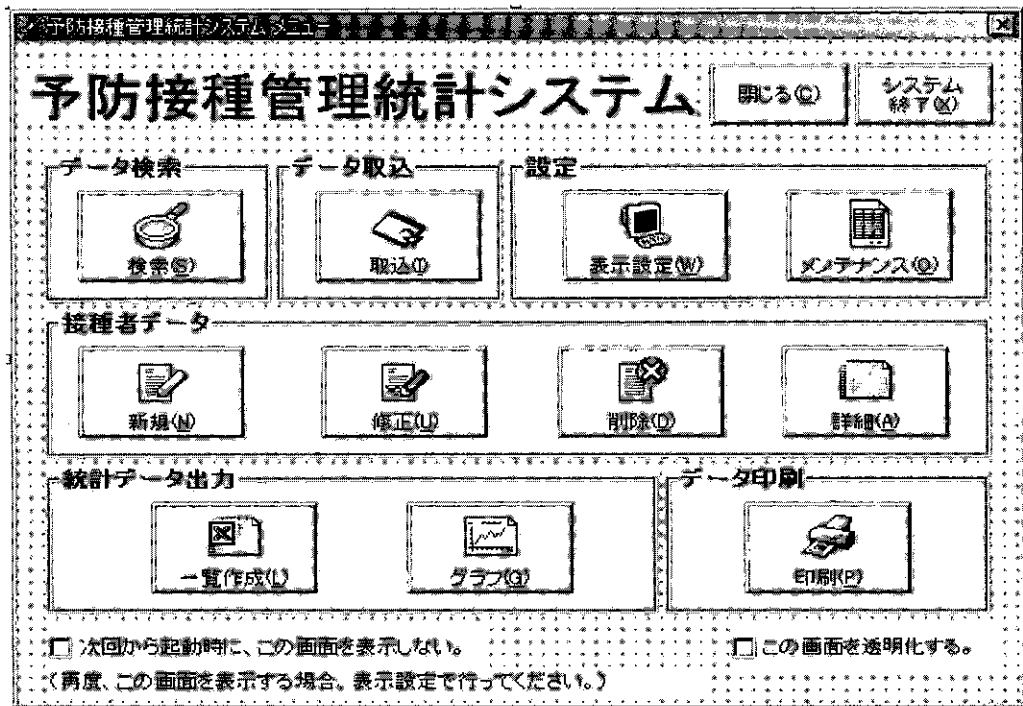 予防接種管理統計システムメニュー
予防接種管理統計システム
閉じる(C)
システム
終了(X)
データ検索
データ取込
設定
検索(S)
取込(I)
表示設定(W)
メンテナンス(O)
接種者データ
新規(N)
修正(U)
削除(D)
詳細(A)
統計データ出力
データ印刷
一覧作成(L)
グラフ(G)
印刷(P)
次回から起動時に、この画面を表示しない。
この画面を透明化する。
(再度、この画面を表示する場合、表示設定で行ってください。)